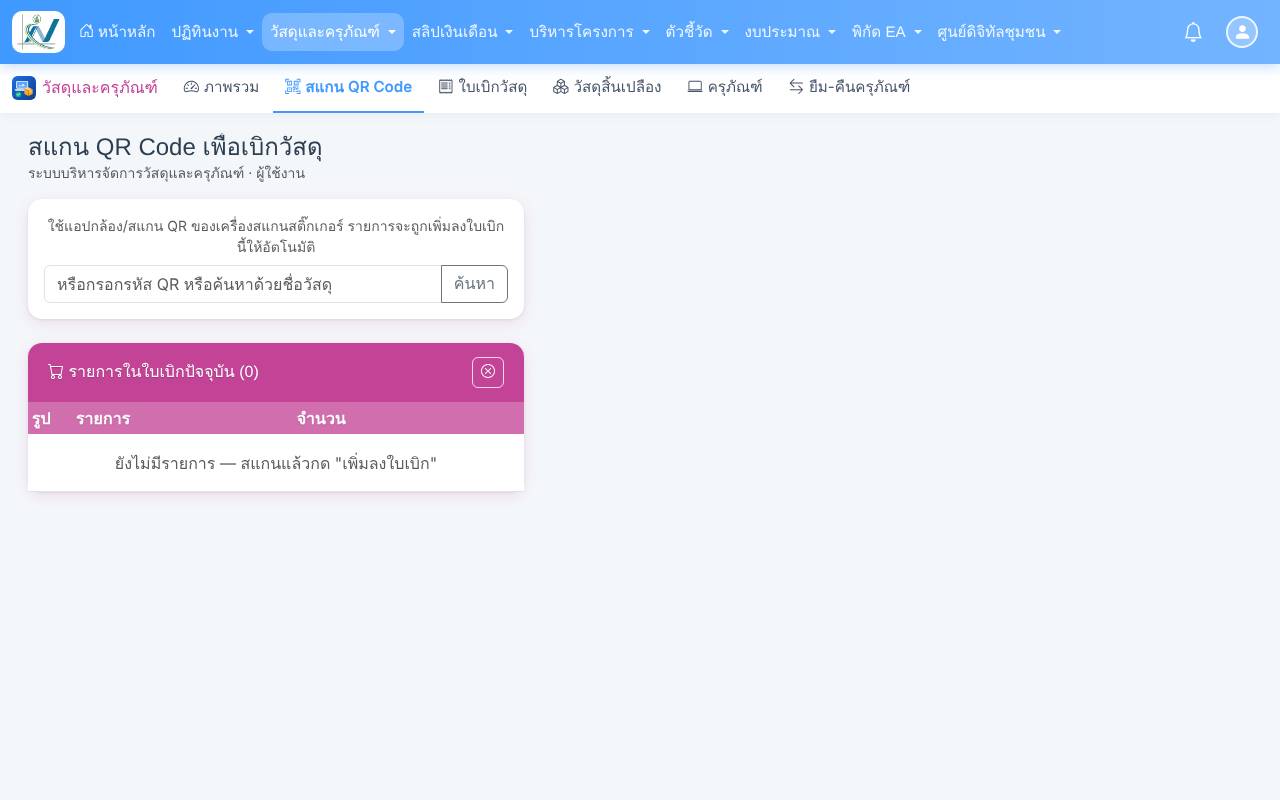 หน้าหลัก ปฏิทินงาน วัสดุและครุภัณฑ์ สลิปเงินเดือน บริหารโครงการ ตัวชี้วัด งบประมาณ พิกัด EA ศูนย์ดิจิทัลชุมชน
วัสดุและครุภัณฑ์ ภาพรวม สแกน QR Code ใบเบิกวัสดุ วัสดุสิ้นเปลือง ครุภัณฑ์ ยืม-คืนครุภัณฑ์
สแกน QR Code เพื่อเบิกวัสดุ
ระบบบริหารจัดการวัสดุและครุภัณฑ์ · ผู้ใช้งาน
ใช้แอปกล้อง/สแกน QR ของเครื่องสแกนสติ๊กเกอร์ รายการจะถูกเพิ่มลงใบเบิก
นี้ให้อัตโนมัติ
หรือกรอกรหัส QR หรือค้นหาด้วยชื่อวัสดุ ค้นหา
รายการในใบเบิกปัจจุบัน (0)
รูป รายการ จำนวน
ยังไม่มีรายการ — สแกนแล้วกด "เพิ่มลงใบเบิก"